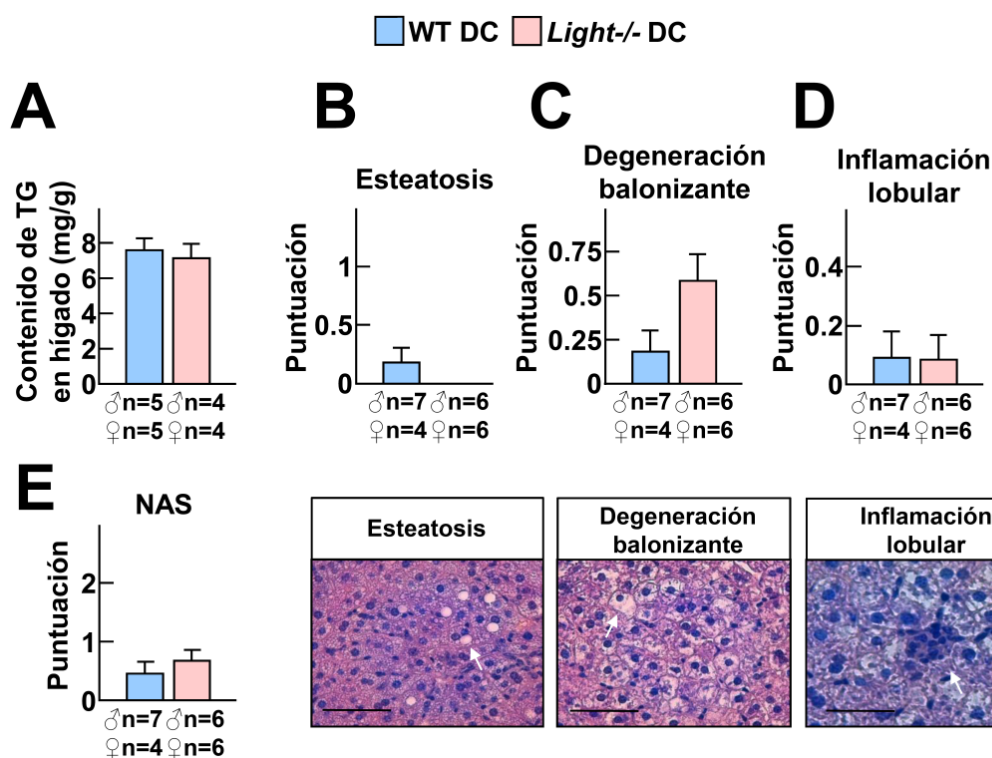 WT DC Light-/- DC
A
Contenido de TG
en hígado (mg/g)
8
6
4
2
0
♂n=5 ♂n=4
♀n=5 ♀n=4
B
Esteatosis
Puntuación
1
0.5
0
♂n=7 ♂n=6
♀n=4 ♀n=6
C
Degeneración
balonizante
Puntuación
0.75
0.5
0.25
0
♂n=7 ♂n=6
♀n=4 ♀n=6
D
Inflamación
lobular
Puntuación
0.4
0.2
0
♂n=7 ♂n=6
♀n=4 ♀n=6
E
NAS
Puntuación
2
1
0
♂n=7 ♂n=6
♀n=4 ♀n=6
Esteatosis
Degeneración
balonizante
Inflamación
lobular